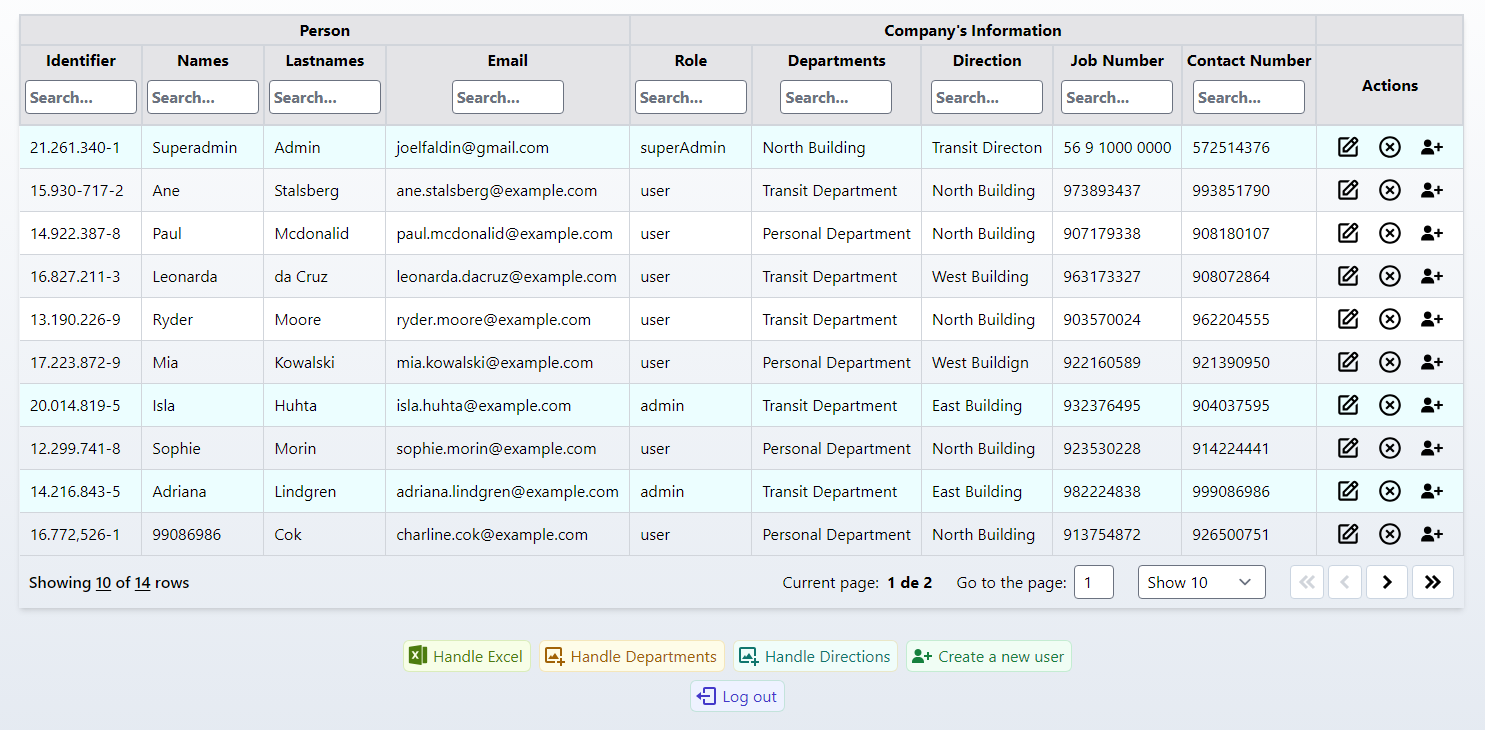 Person Company's Information
Identifier Names Lastnames Email Role Departments Direction Job Number Contact Number Actions
Search... Search... Search... Search... Search... Search... Search... Search... Search...
21.261.340-1 Superadmin Admin joelfaldin@gmail.com superAdmin North Building Transit Directon 56 9 1000 0000 572514376
15.930-717-2 Ane Stalsberg ane.stalsberg@example.com user Transit Department North Building 973893437 993851790
14.922.387-8 Paul Mcdonalid paul.mcdonalid@example.com user Personal Department North Building 907179338 908180107
16.827.211-3 Leonarda da Cruz leonarda.dacruz@example.com user Transit Department West Building 963173327 908072864
13.190.226-9 Ryder Moore ryder.moore@example.com user Transit Department North Building 903570024 962204555
17.223.872-9 Mia Kowalski mia.kowalski@example.com user Personal Department West Buildign 922160589 921390950
20.014.819-5 Isla Huhta isla.huhta@example.com admin Transit Department East Building 932376495 904037595
12.299.741-8 Sophie Morin sophie.morin@example.com user Personal Department North Building 923530228 914224441
14.216.843-5 Adriana Lindgren adriana.lindgren@example.com admin Transit Department East Building 982224838 999086986
16.772,526-1 99086986 Cok charline.cok@example.com user Personal Department North Building 913754872 926500751
Showing 10 of 14 rows Current page: 1 de 2 Go to the page: 1 Show 10
Handle Excel Handle Departments Handle Directions Create a new user
Log out